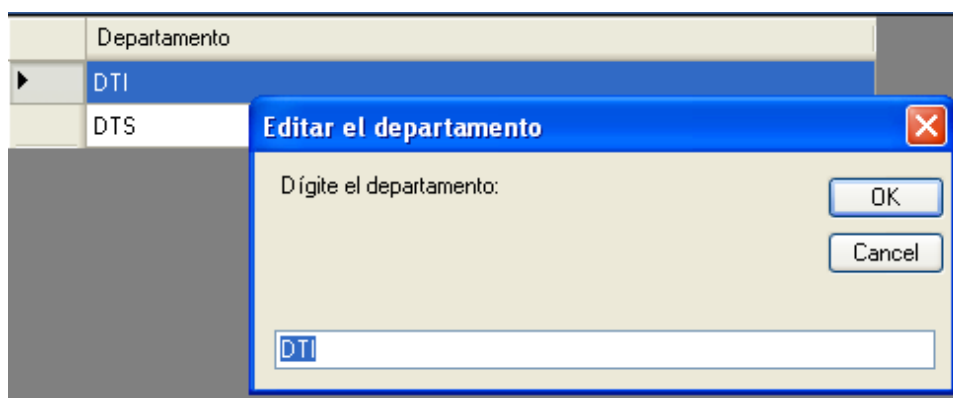 Departamento
DTI
DTS
Editar el departamento
Dígite el departamento:
OK
Cancel
DTI